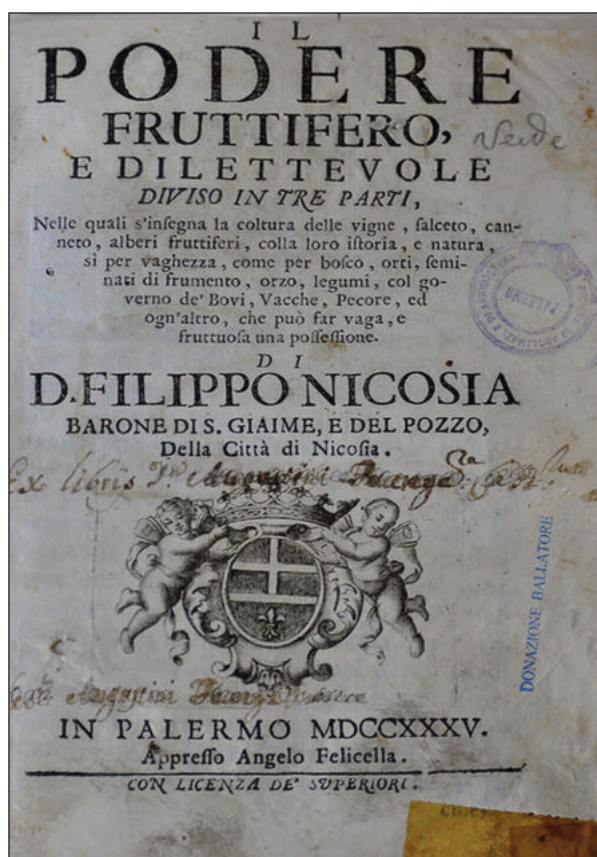 IL
PODERE
FRUTTIFERO,
E DILETTEVOLE
DIVISO IN TRE PARTI,
Nelle quali s'inſegna la coltura delle vigne, ſalceto, can-
neto, alberi fruttiferi, colla loro iſtoria, e natura,
sì per vaghezza, come per boſco, orti, ſemi-
nati di frumento, orzo, legumi, col go-
verno de' Bovi, Vacche, Pecore, ed
ogn'altro, che può far vaga, e
fruttuoſa una poſſeſſione.
DI
D. FILIPPO NICOSIA
BARONE DI S. GIAIME, E DEL POZZO,
Della Città di Nicoſia.
Ex libris
DONAZIONE BALLATORE
PALERMO
IN PALERMO MDCCXXXV.
Appreſſo Angelo Felicella.
CON LICENZA DE' SUPERIORI.